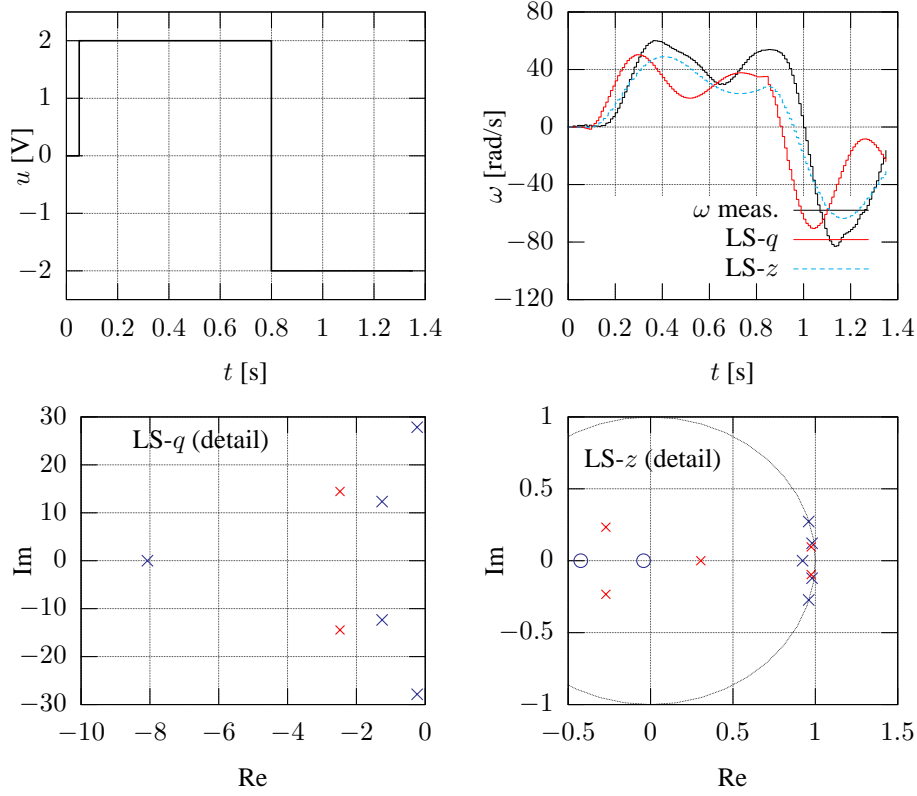 2
1
0
−1
−2
u [V]
0 0.2 0.4 0.6 0.8 1 1.2 1.4
t [s]
80
40
0
−40
−80
−120
ω [rad/s]
ω meas.
LS-q
LS-z
0 0.2 0.4 0.6 0.8 1 1.2 1.4
t [s]
30
20
10
0
−10
−20
−30
Im
LS-q (detail)
−10 −8 −6 −4 −2 0
Re
1
0.5
0
−0.5
−1
Im
LS-z (detail)
−0.5 0 0.5 1 1.5
Re